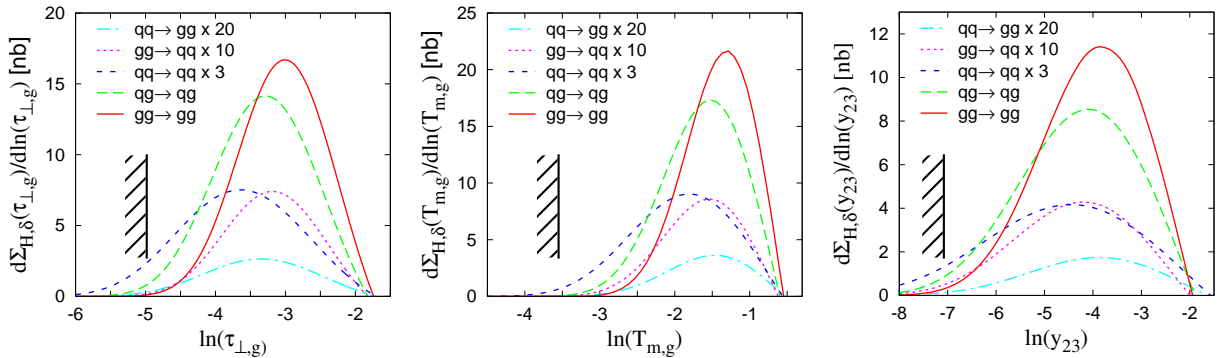 dΣH,δ(τ⊥,g)/dln(τ⊥,g) [nb]
20
15
10
5
0
qq→ gg x 20
gg→ qq x 10
qq→ qq x 3
qg→ qg
gg→ gg
-6 -5 -4 -3 -2
ln(τ⊥,g)
dΣH,δ(Tm,g)/dln(Tm,g) [nb]
25
20
15
10
5
0
qq→ gg x 20
gg→ qq x 10
qq→ qq x 3
qg→ qg
gg→ gg
-4 -3 -2 -1
ln(Tm,g)
dΣH,δ(y23)/dln(y23) [nb]
12
10
8
6
4
2
0
qq→ gg x 20
gg→ qq x 10
qq→ qq x 3
qg→ qg
gg→ gg
-8 -7 -6 -5 -4 -3 -2
ln(y23)